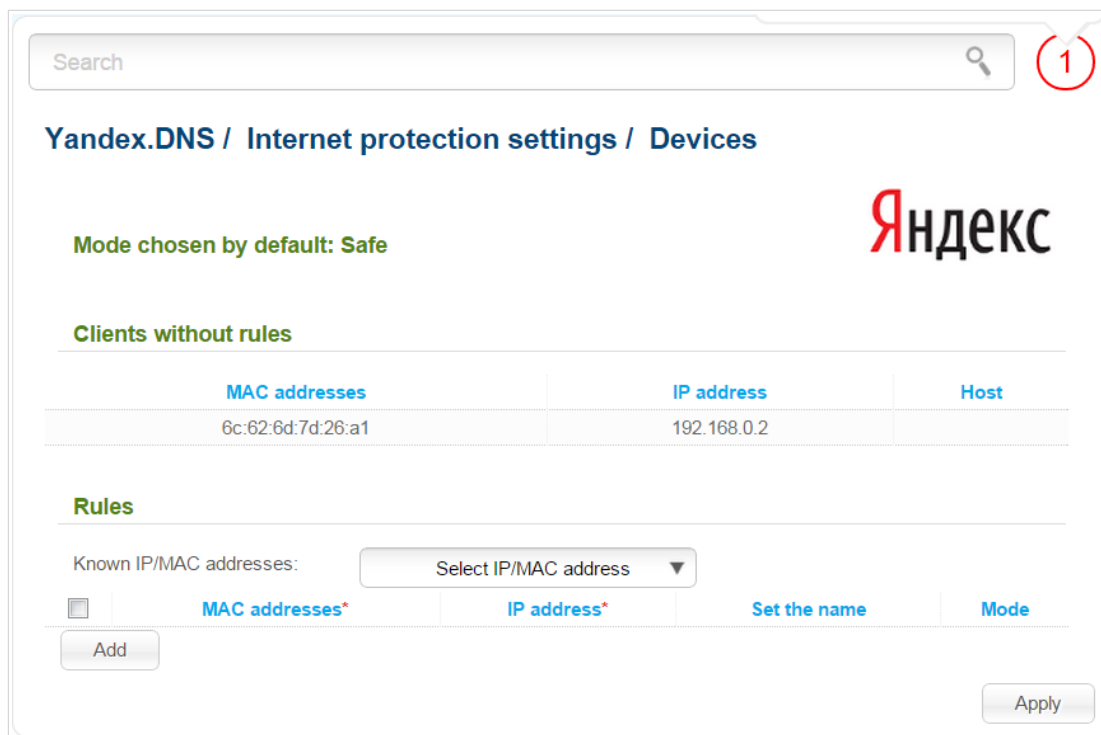 Search
1
Yandex.DNS / Internet protection settings / Devices
Яндекс
Mode chosen by default: Safe
Clients without rules
MAC addresses IP address Host
6c:62:6d:7d:26:a1 192.168.0.2
Rules
Known IP/MAC addresses: Select IP/MAC address
MAC addresses* IP address* Set the name Mode
Add
Apply